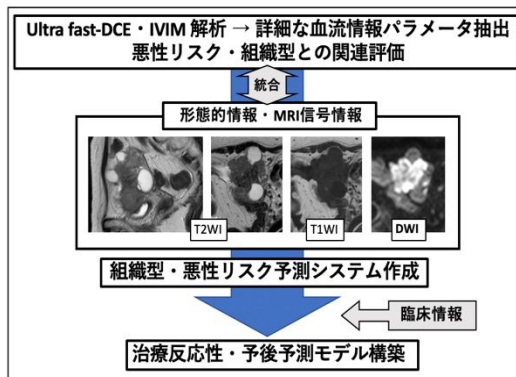 Ultra fast-DCE・IVIM 解析 → 詳細な血流情報パラメータ抽出
悪性リスク・組織型との関連評価
統合
形態的情報・MRI信号情報
T2WI
T1WI
DWI
組織型・悪性リスク予測システム作成
臨床情報
治療反応性・予後予測モデル構築